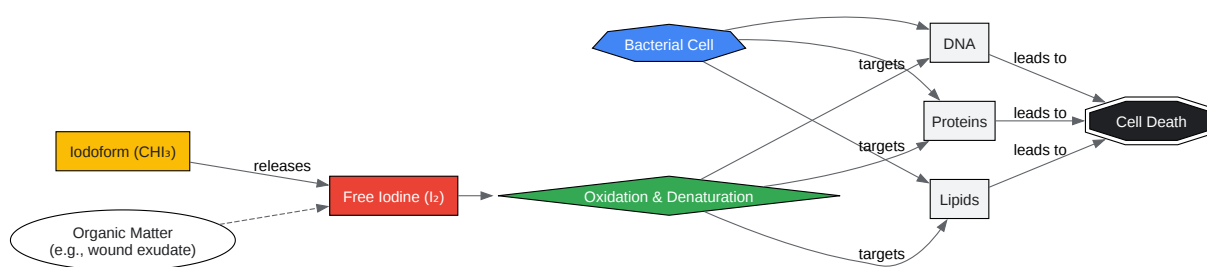 Bacterial Cell
DNA
leads to
targets
Proteins
leads to
Cell Death
Iodoform (CHI₃)
releases
targets
leads to
Free Iodine (I₂)
Oxidation & Denaturation
Lipids
Organic Matter
(e.g., wound exudate)
targets